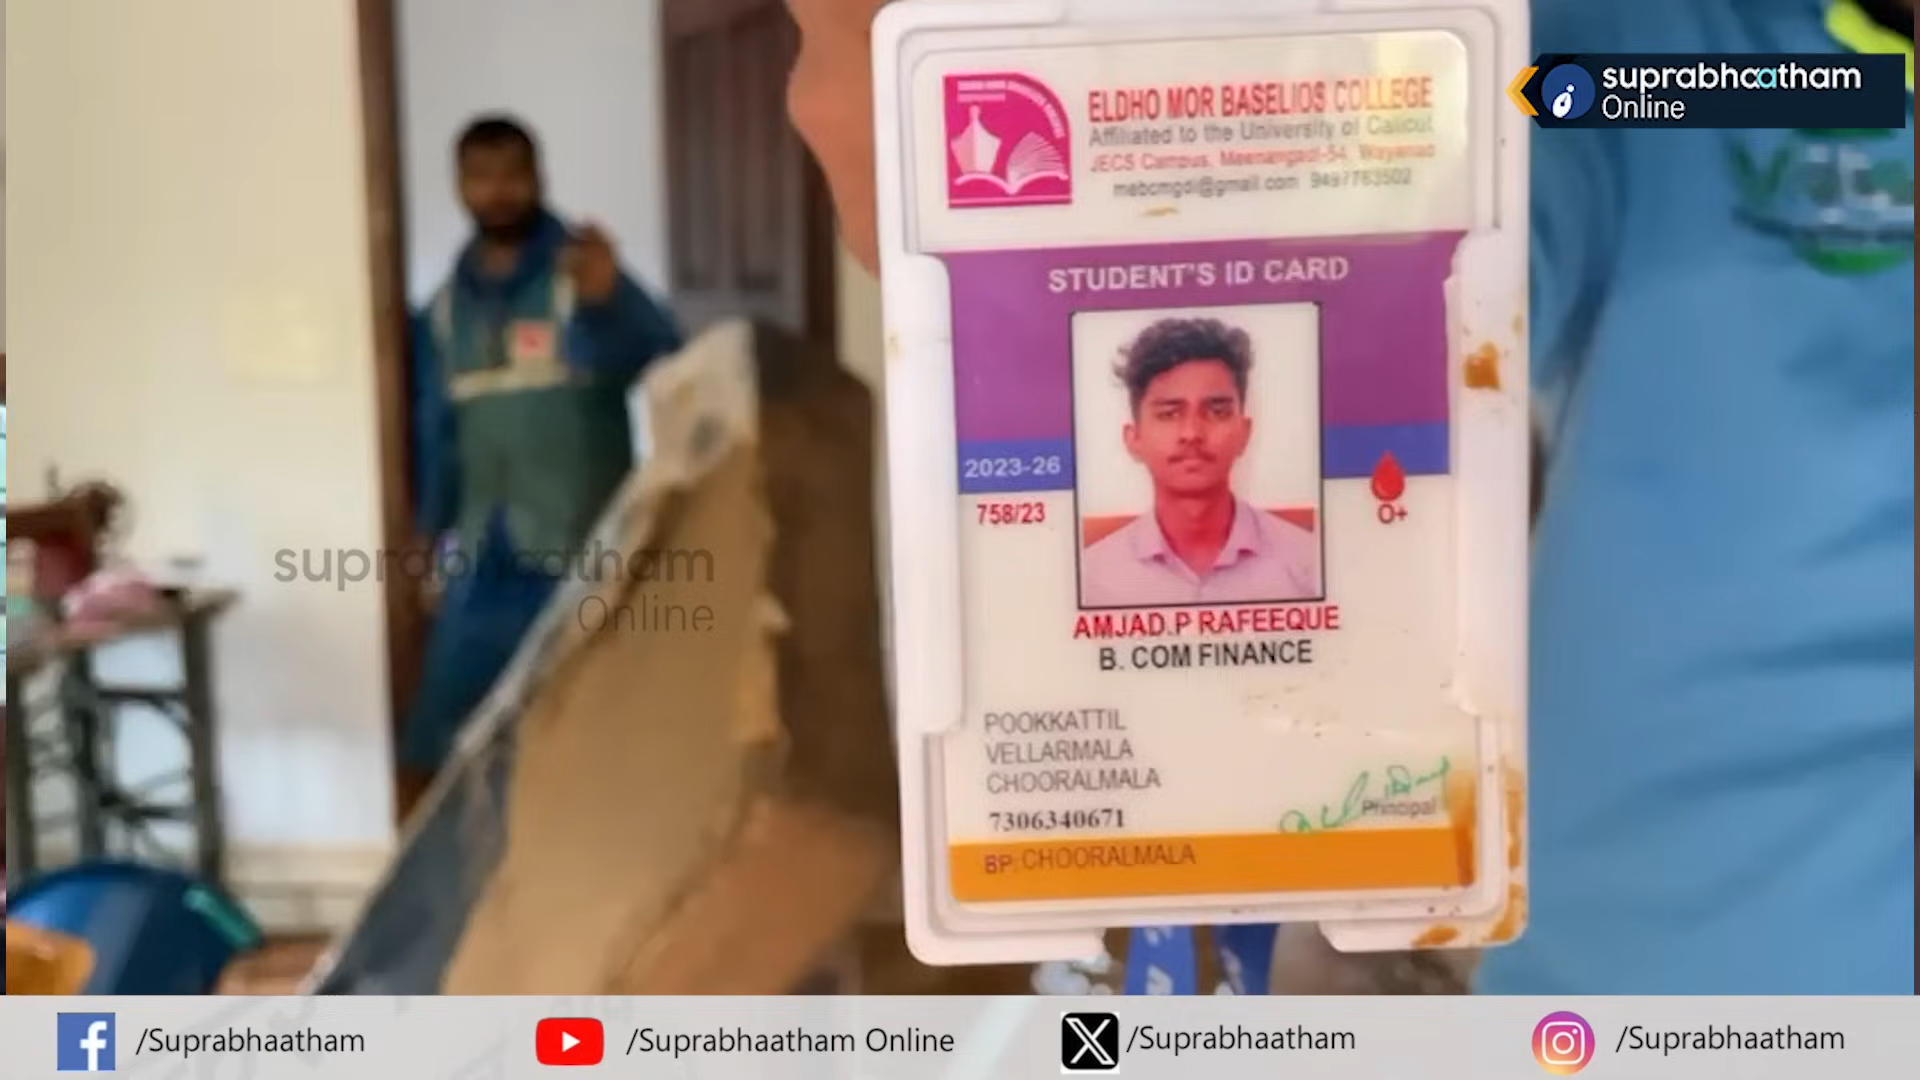 suprabhaatham
Online
ELDHO MOR BASELIOS COLLEGE
Affiliated to the University of Calicut
JECS Campus, Meenangadi-54, Wayanad
mebcmgdi@gmail.com 9497763502
STUDENT'S ID CARD
2023-26
758/23
O+
AMJAD.P RAFEEQUE
B. COM FINANCE
POOKKATTIL
VELLARMALA
CHOORALMALA
7306340671
Principal
BP: CHOORALMALA
suprabhaatham
Online
/Suprabhaatham
/Suprabhaatham Online
/Suprabhaatham
/Suprabhaatham